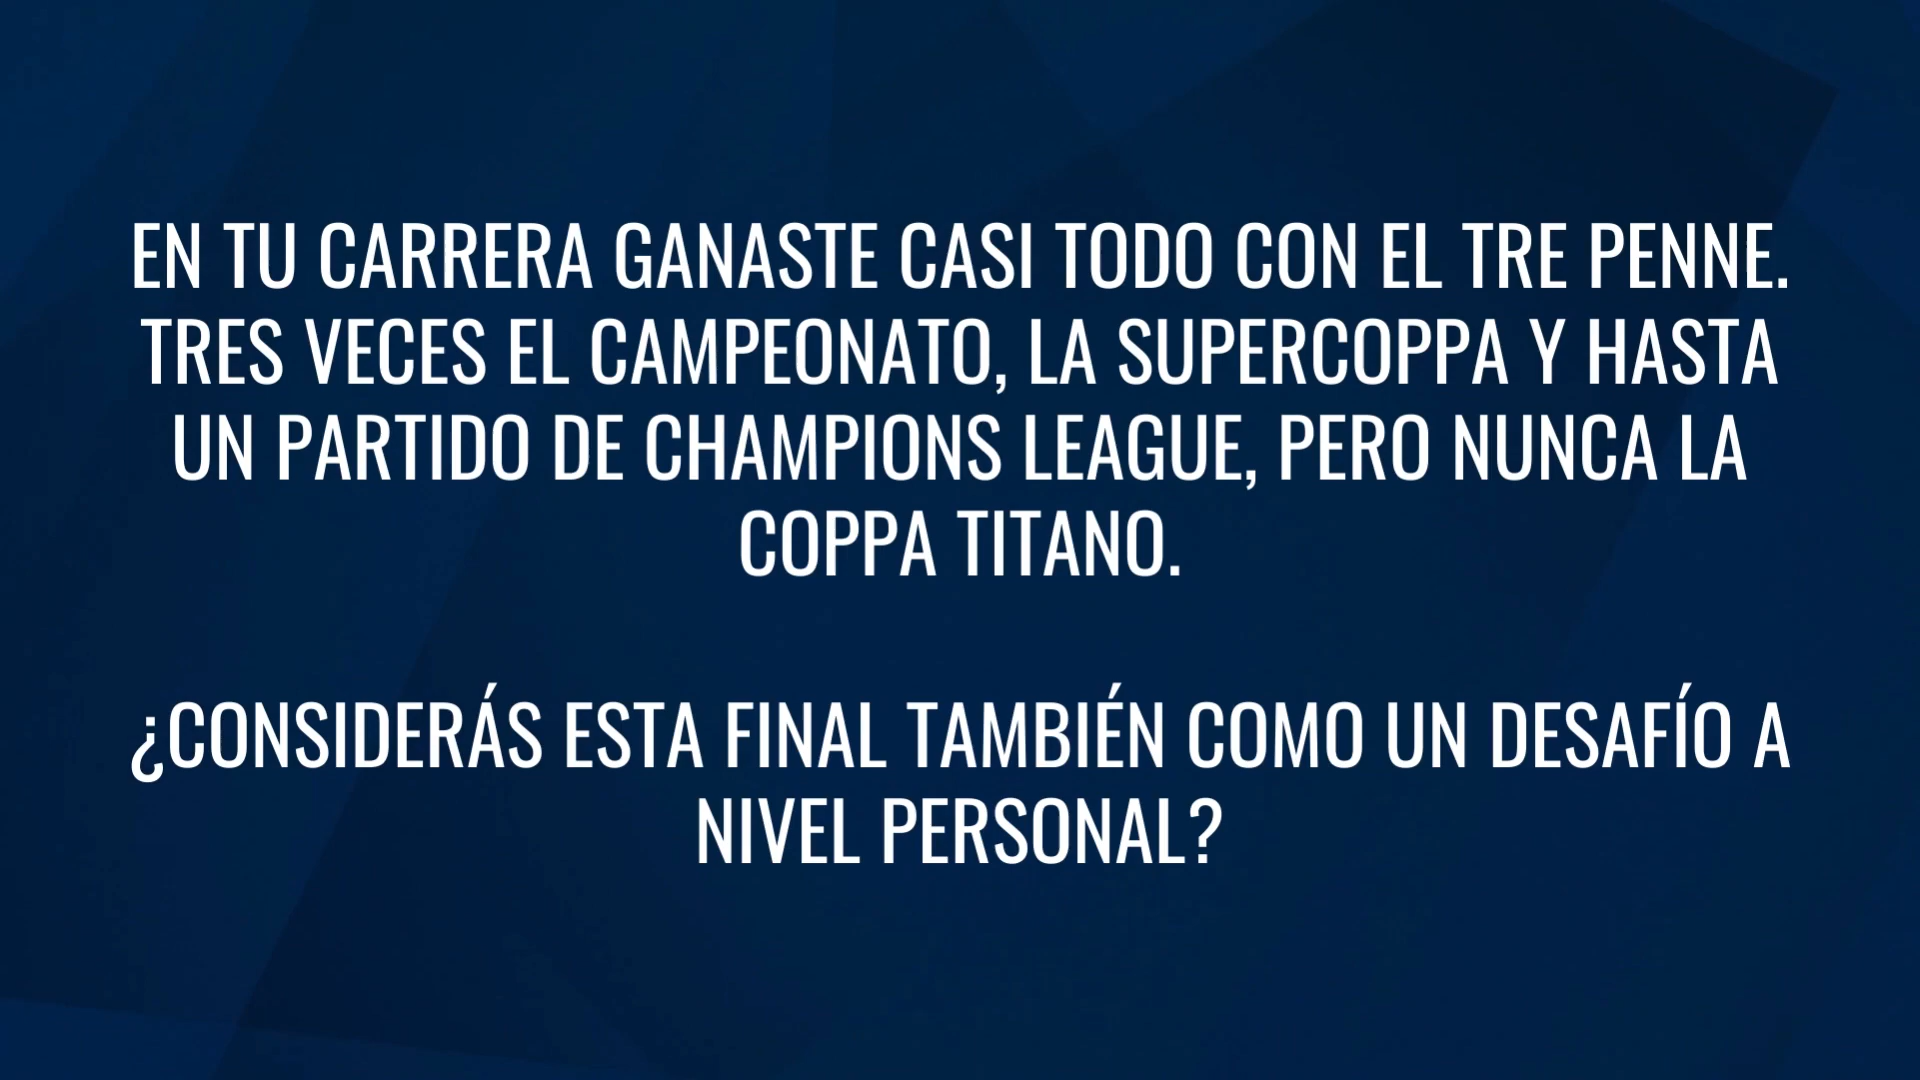 EN TU CARRERA GANASTE CASI TODO CON EL TRE PENNE.
TRES VECES EL CAMPEONATO, LA SUPERCOPPA Y HASTA
UN PARTIDO DE CHAMPIONS LEAGUE, PERO NUNCA LA
COPPA TITANO.
¿CONSIDERÁS ESTA FINAL TAMBIÉN COMO UN DESAFÍO A
NIVEL PERSONAL?